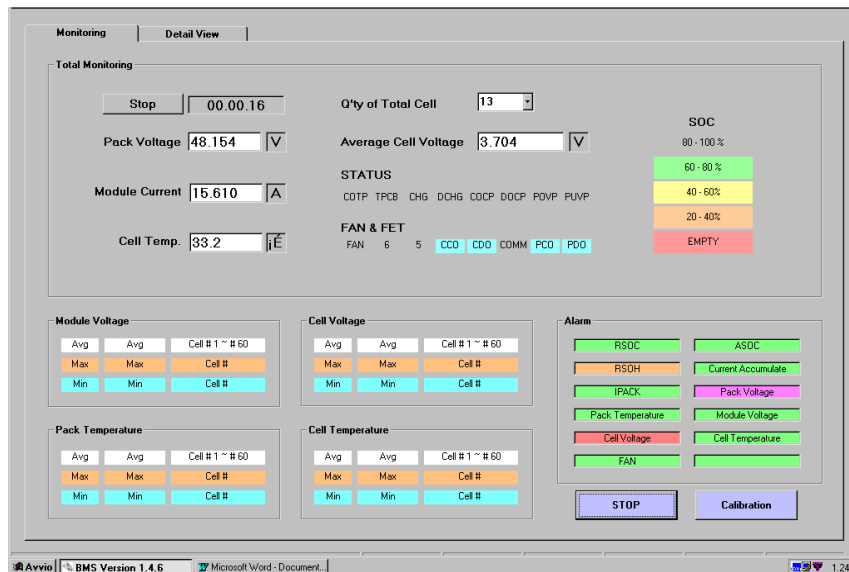 Monitoring Detail View
Total Monitoring
Stop 00.00.16 Q'ty of Total Cell 13
SOC
Pack Voltage 48.154 V Average Cell Voltage 3.704 V 80 - 100 %
60 - 80 %
STATUS
Module Current 15.610 A COTP TPCB CHG DCHG COCP DOCP POVP PUVP 40 - 60%
20 - 40%
FAN & FET
Cell Temp. 33.2 ¡É FAN 6 5 CCO CDO COMM PCO PDO EMPTY
Module Voltage
Avg Avg Cell # 1 ~ # 60
Max Max Cell #
Min Min Cell #
Cell Voltage
Avg Avg Cell # 1 ~ # 60
Max Max Cell #
Min Min Cell #
Alarm
RSOC ASOC
RSOH Current Accumulate
IPACK Pack Voltage
Pack Temperature Module Voltage
Cell Voltage Cell Temperature
FAN
Pack Temperature
Avg Avg Cell # 1 ~ # 60
Max Max Cell #
Min Min Cell #
Cell Temperature
Avg Avg Cell # 1 ~ # 60
Max Max Cell #
Min Min Cell #
STOP Calibration
Avvio BMS Version 1.4.6 Microsoft Word - Document... 1.24